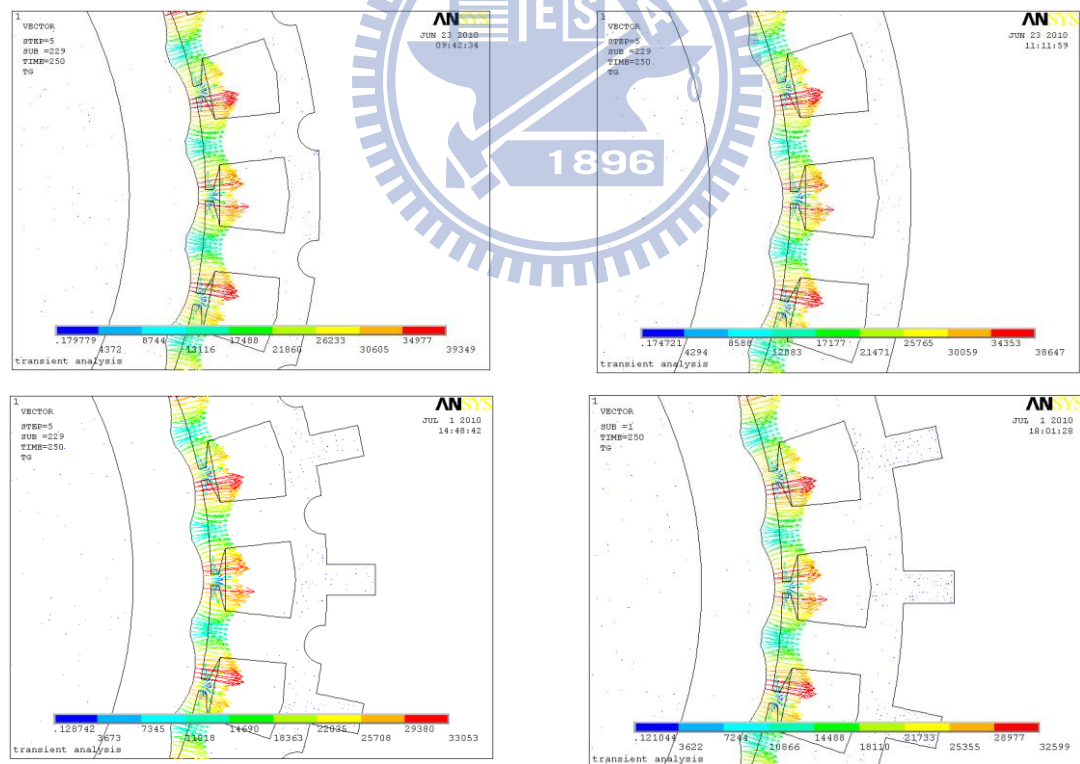 1
VECTOR
STEP=5
SUB =229
TIME=250
TG
ANSYS
JUN 23 2010
09:42:34
.179779 8744 17488 26233 34977
4372 13116 21860 30605 39349
transient analysis
1
VECTOR
STEP=5
SUB =229
TIME=250
TG
ANSYS
JUN 23 2010
11:11:59
.174721 8588 17177 25765 34353
4294 12883 21471 30059 38647
transient analysis
IESA
1896
1
VECTOR
STEP=5
SUB =229
TIME=250
TG
ANSYS
JUL 1 2010
14:48:42
.128742 7345 14690 22035 29380
3673 11018 18363 25708 33053
transient analysis
1
VECTOR
SUB =1
TIME=250
TG
ANSYS
JUL 1 2010
18:01:28
.121044 7244 14488 21733 28977
3622 10866 18110 25355 32599
transient analysis